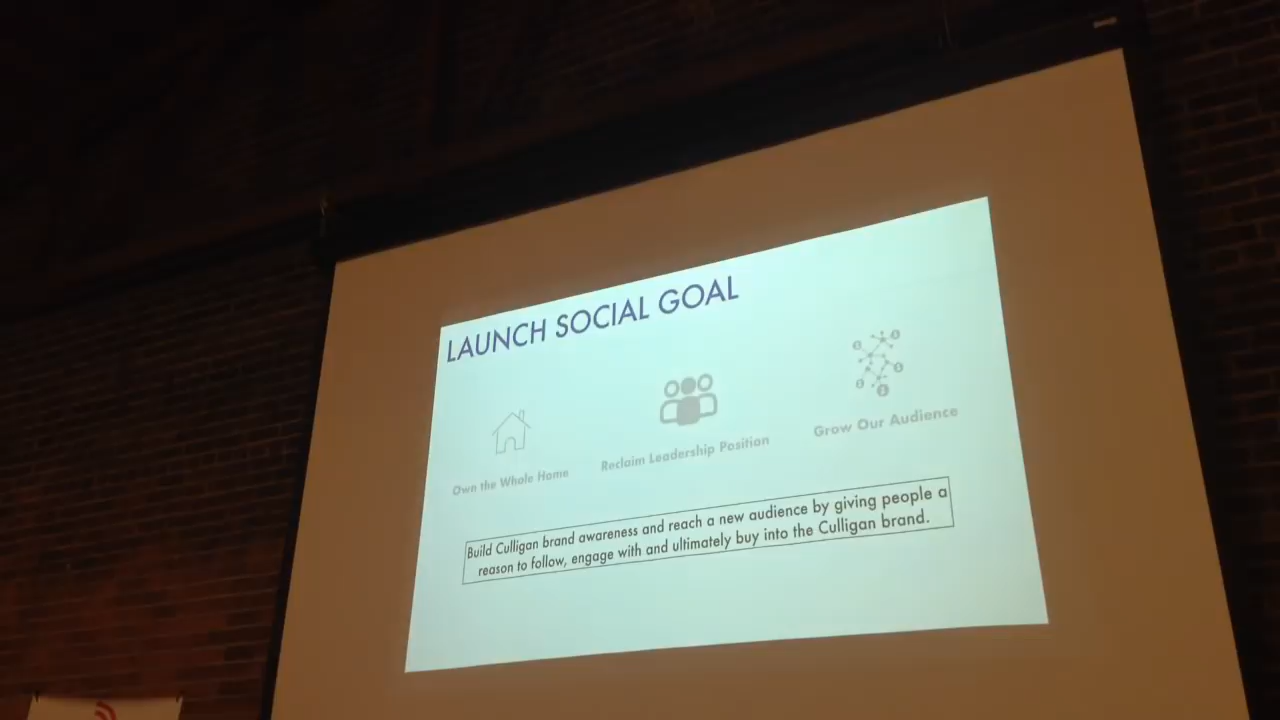 LAUNCH SOCIAL GOAL
Own the Whole Home
Reclaim Leadership Position
Grow Our Audience
Build Culligan brand awareness and reach a new audience by giving people a
reason to follow, engage with and ultimately buy into the Culligan brand.